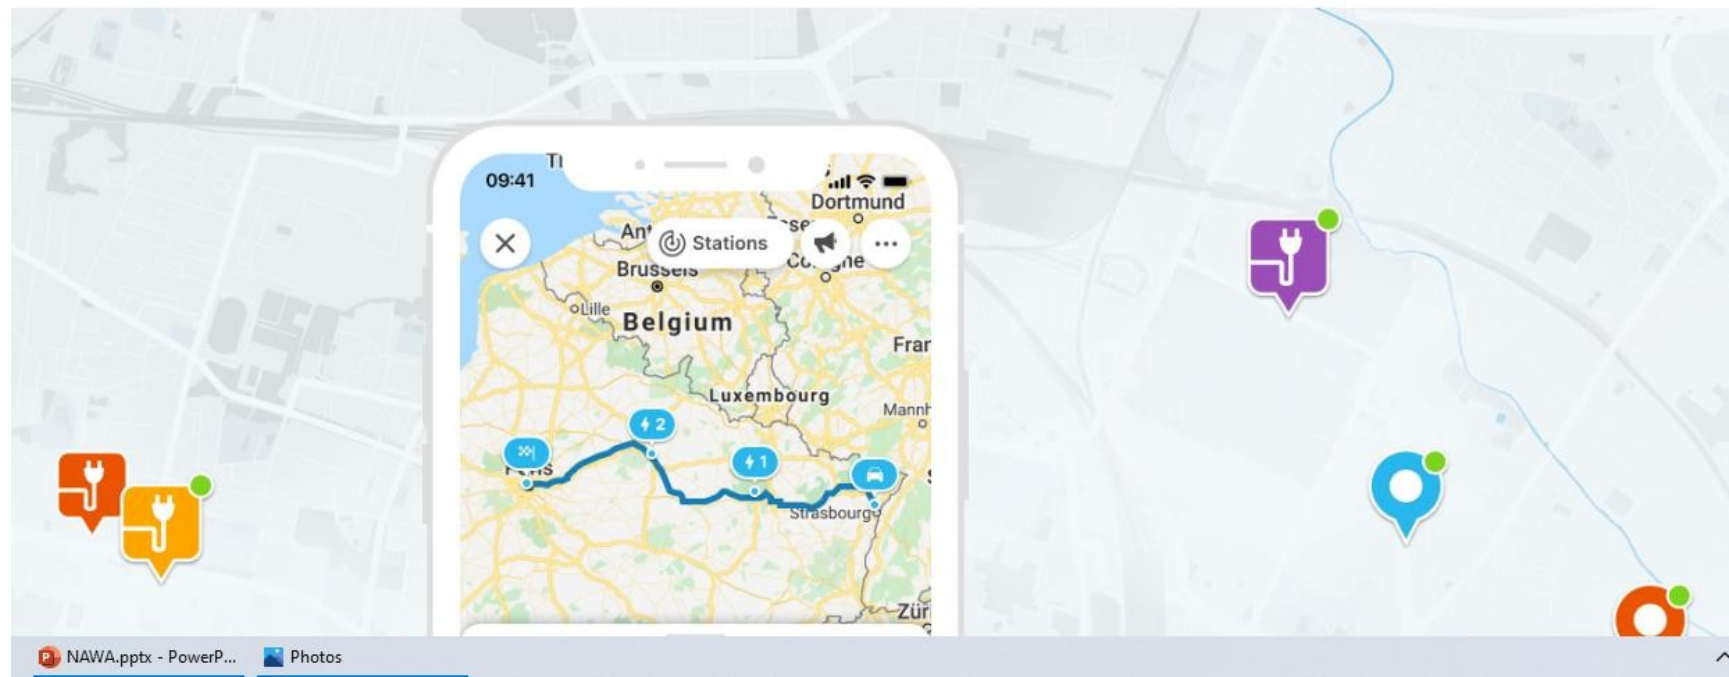 09:41
Dortmund
Stations
Brussels
Lille
Belgium
Luxembourg
Strasbourg
2
1
NAWA.pptx - PowerP...
Photos